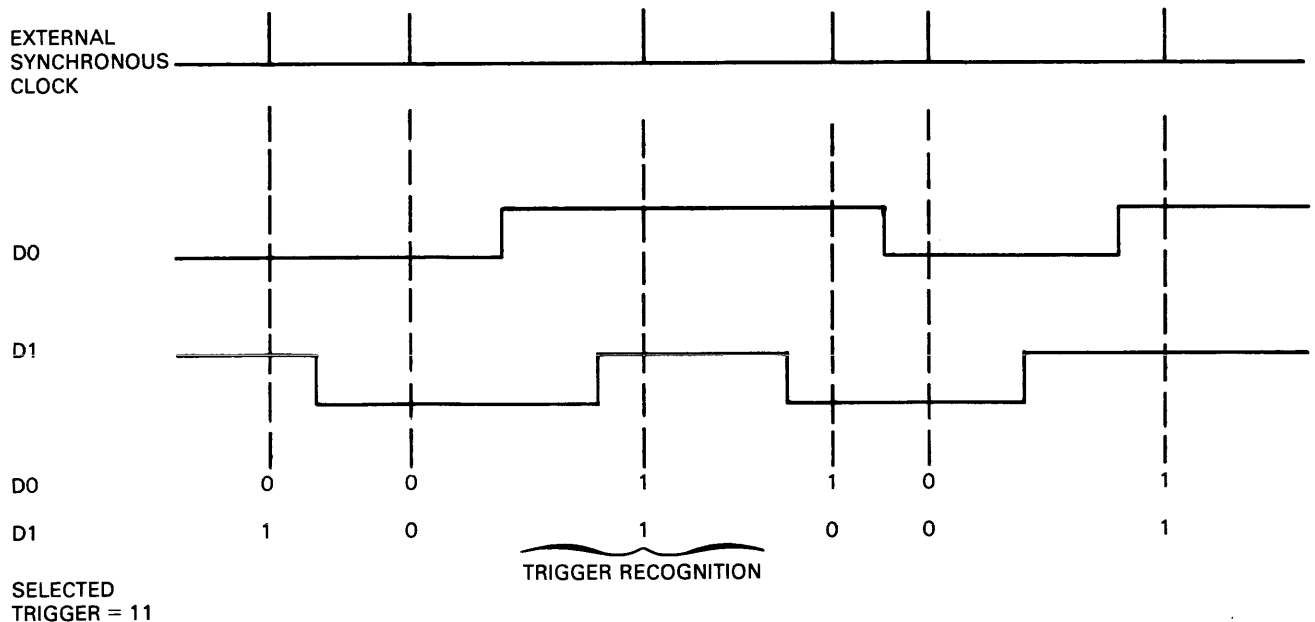 EXTERNAL
SYNCHRONOUS
CLOCK
D0
D1
D0 0 0 1 1 0 1
D1 1 0 1 0 0 1
TRIGGER RECOGNITION
SELECTED
TRIGGER = 11